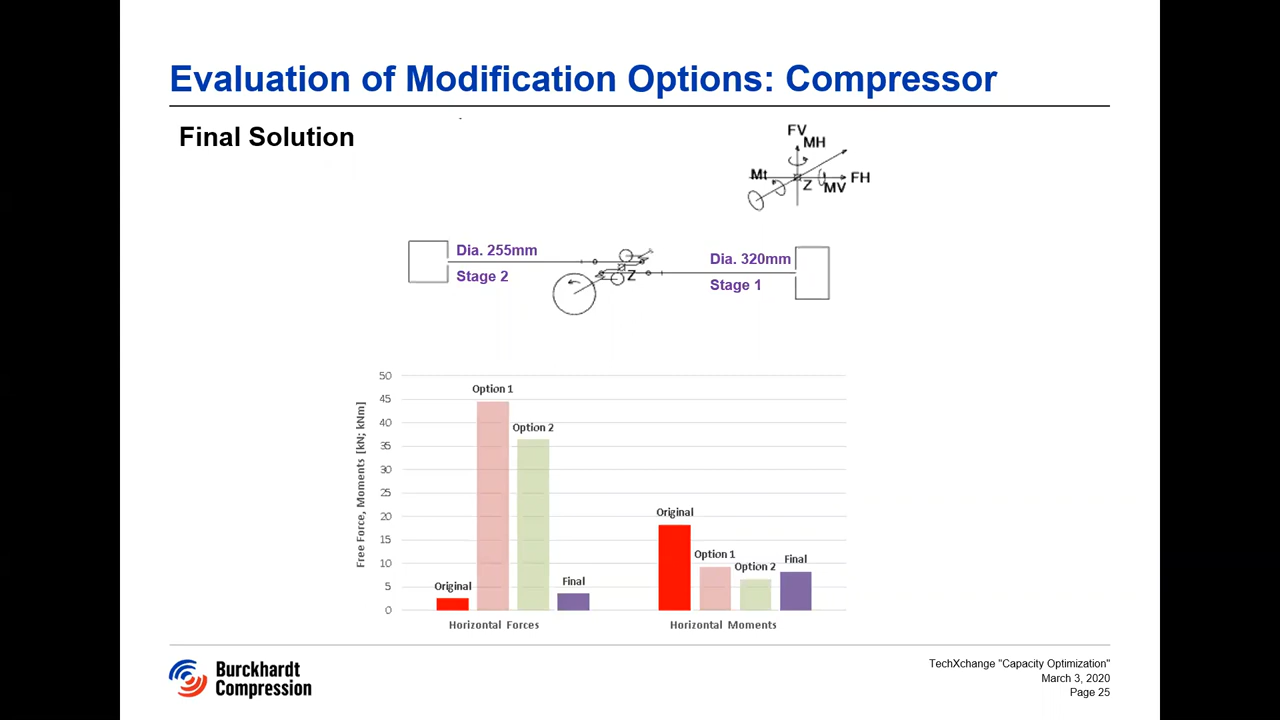 Evaluation of Modification Options: Compressor
Final Solution
FV
MH
Mt
FH
Z
MV
Dia. 255mm
Stage 2
Z
Dia. 320mm
Stage 1
Free Force, Moments [kN; kNm]
50
45
40
35
30
25
20
15
10
5
0
Original
Option 1
Option 2
Final
Original
Option 1
Option 2
Final
Horizontal Forces
Horizontal Moments
Burckhardt
Compression
TechXchange "Capacity Optimization"
March 3, 2020
Page 25